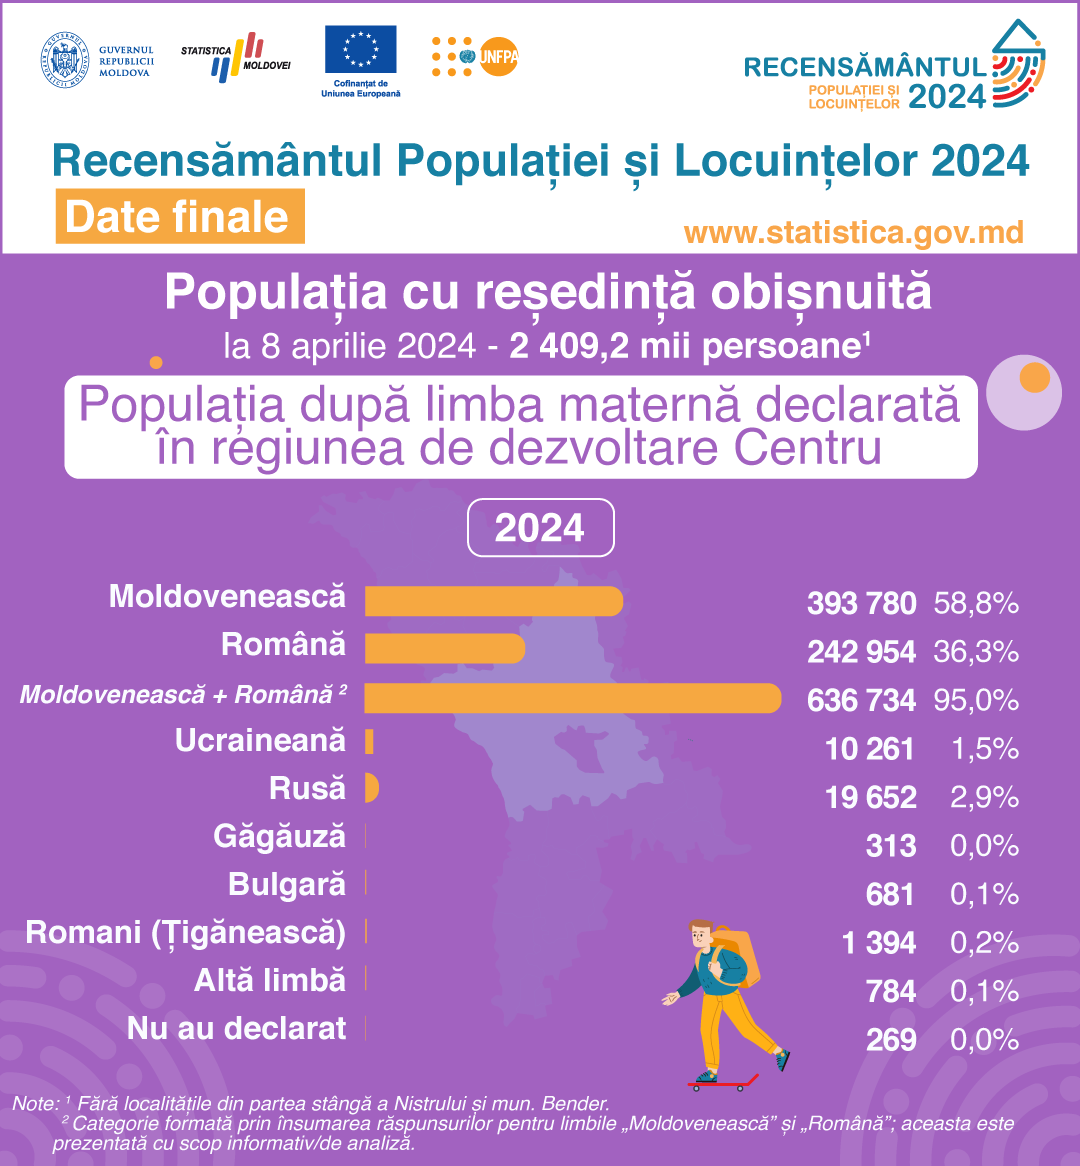 GUVERNUL
REPUBLICII
MOLDOVA
STATISTICA
MOLDOVEI
Cofinanțat de
Uniunea Europeană
UNFPA
RECENSĂMÂNTUL
POPULAȚIEI ȘI
LOCUINȚELOR 2024
Recensământul Populației și Locuințelor 2024
Date finale
www.statistica.gov.md
Populația cu reședință obișnuită
la 8 aprilie 2024 - 2 409,2 mii persoane¹
Populația după limba maternă declarată
în regiunea de dezvoltare Centru
2024
Moldovenească 393 780 58,8%
Română 242 954 36,3%
Moldovenească + Română ² 636 734 95,0%
Ucraineană 10 261 1,5%
Rusă 19 652 2,9%
Găgăuză 313 0,0%
Bulgară 681 0,1%
Romani (Țigănească) 1 394 0,2%
Altă limbă 784 0,1%
Nu au declarat 269 0,0%
Note: ¹ Fără localitățile din partea stângă a Nistrului și mun. Bender.
² Categorie formată prin însumarea răspunsurilor pentru limbile „Moldovenească” și „Română”; aceasta este
prezentată cu scop informativ/de analiză.